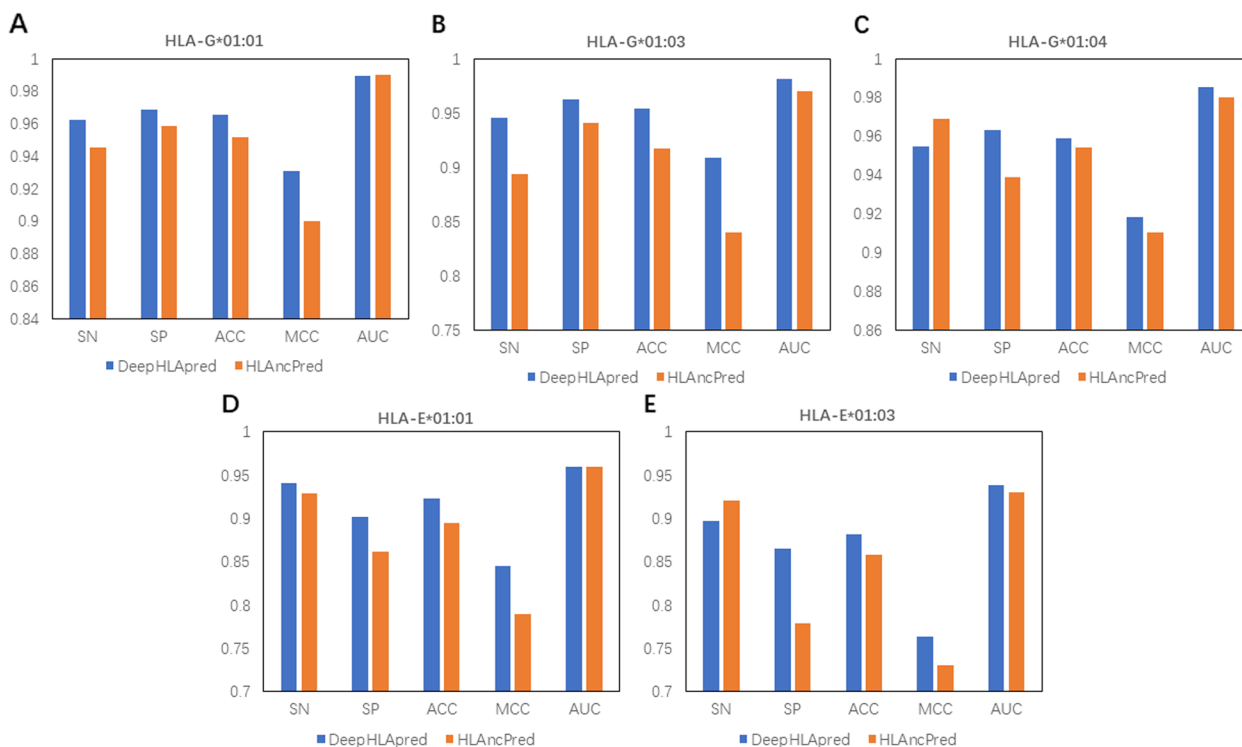 A
HLA-G*01:01
1
0.98
0.96
0.94
0.92
0.9
0.88
0.86
0.84
SN SP ACC MCC AUC
DeepHLApred HLAncPred
B
HLA-G*01:03
1
0.95
0.9
0.85
0.8
0.75
SN SP ACC MCC AUC
DeepHLApred HLAncPred
C
HLA-G*01:04
1
0.98
0.96
0.94
0.92
0.9
0.88
0.86
SN SP ACC MCC AUC
DeepHLApred HLAncPred
D
HLA-E*01:01
1
0.95
0.9
0.85
0.8
0.75
0.7
SN SP ACC MCC AUC
DeepHLApred HLAncPred
E
HLA-E*01:03
1
0.95
0.9
0.85
0.8
0.75
0.7
SN SP ACC MCC AUC
DeepHLApred HLAncPred